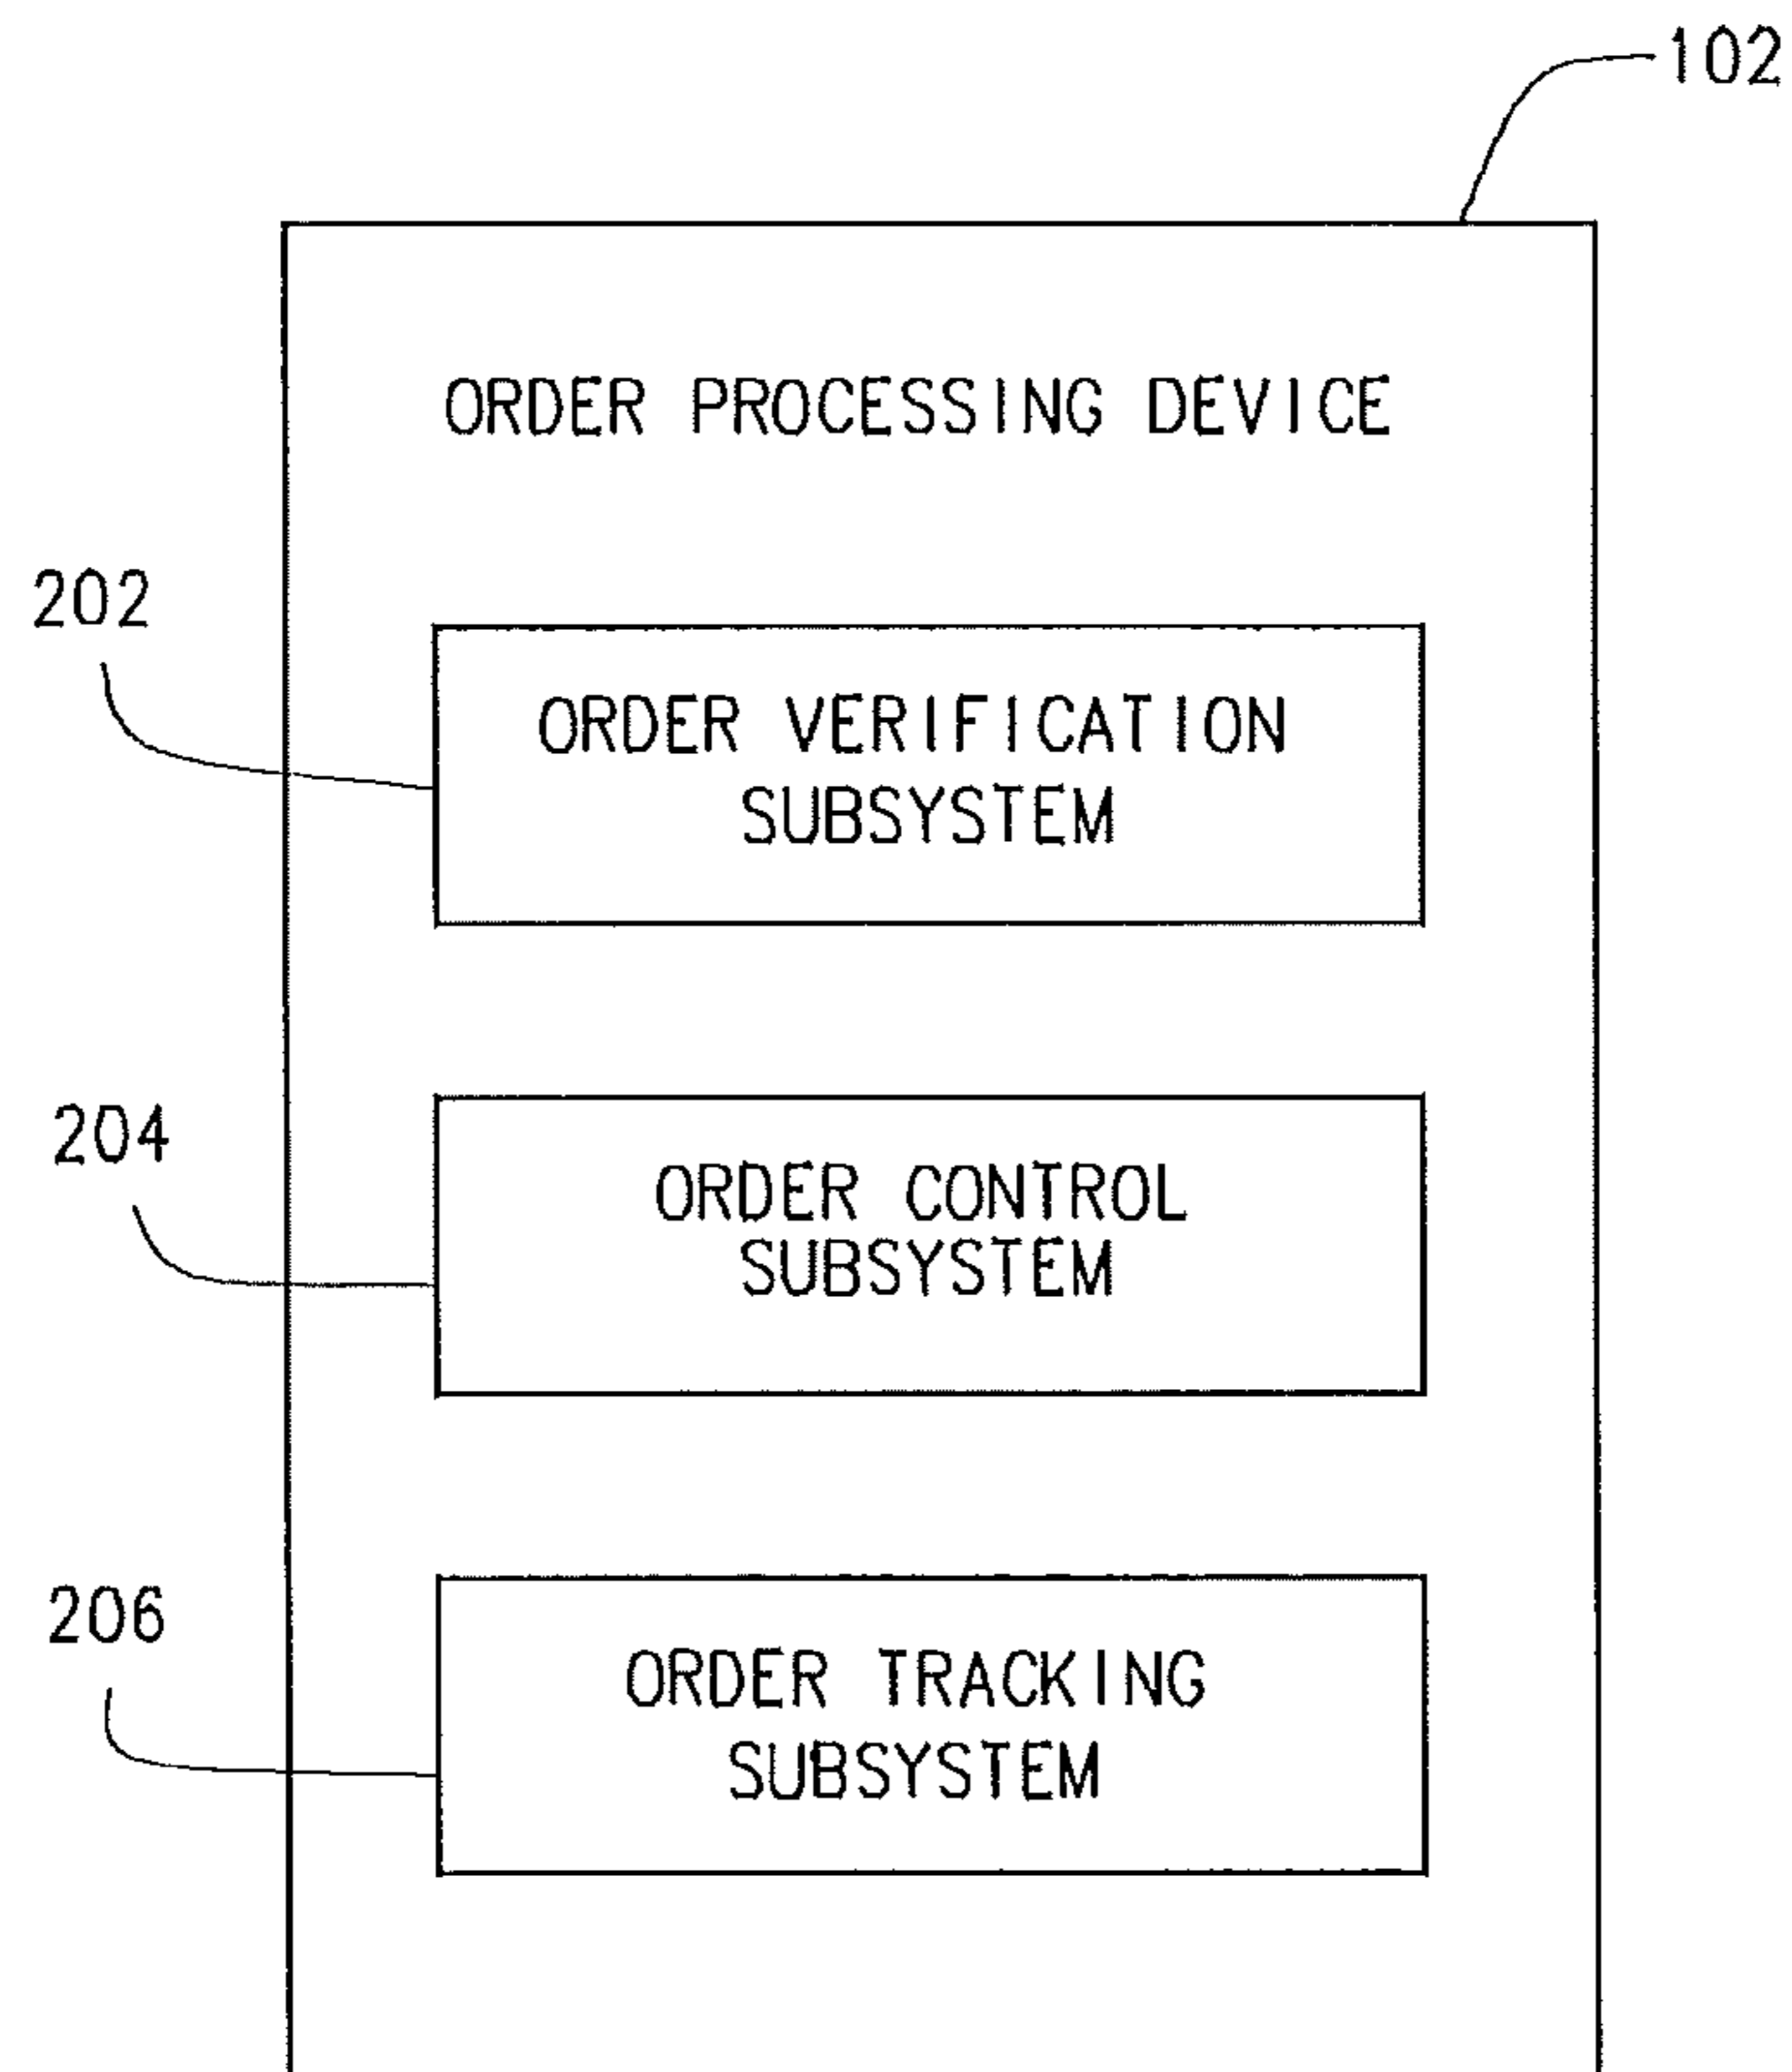 102
ORDER PROCESSING DEVICE
202
ORDER VERIFICATION
SUBSYSTEM
204
ORDER CONTROL
SUBSYSTEM
206
ORDER TRACKING
SUBSYSTEM